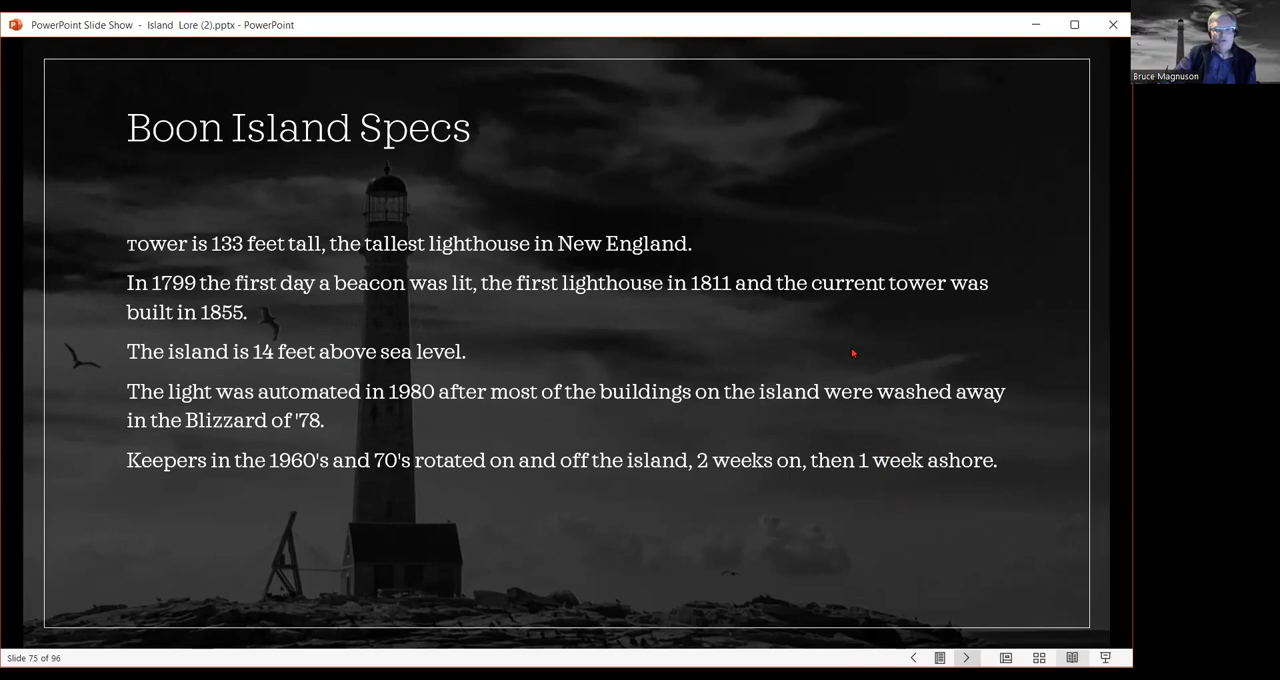 PowerPoint Slide Show - Island Lore (2).pptx - PowerPoint
Bruce Magnuson
Boon Island Specs
Tower is 133 feet tall, the tallest lighthouse in New England.
In 1799 the first day a beacon was lit, the first lighthouse in 1811 and the current tower was
built in 1855.
The island is 14 feet above sea level.
The light was automated in 1980 after most of the buildings on the island were washed away
in the Blizzard of '78.
Keepers in the 1960's and 70's rotated on and off the island, 2 weeks on, then 1 week ashore.
Slide 75 of 96